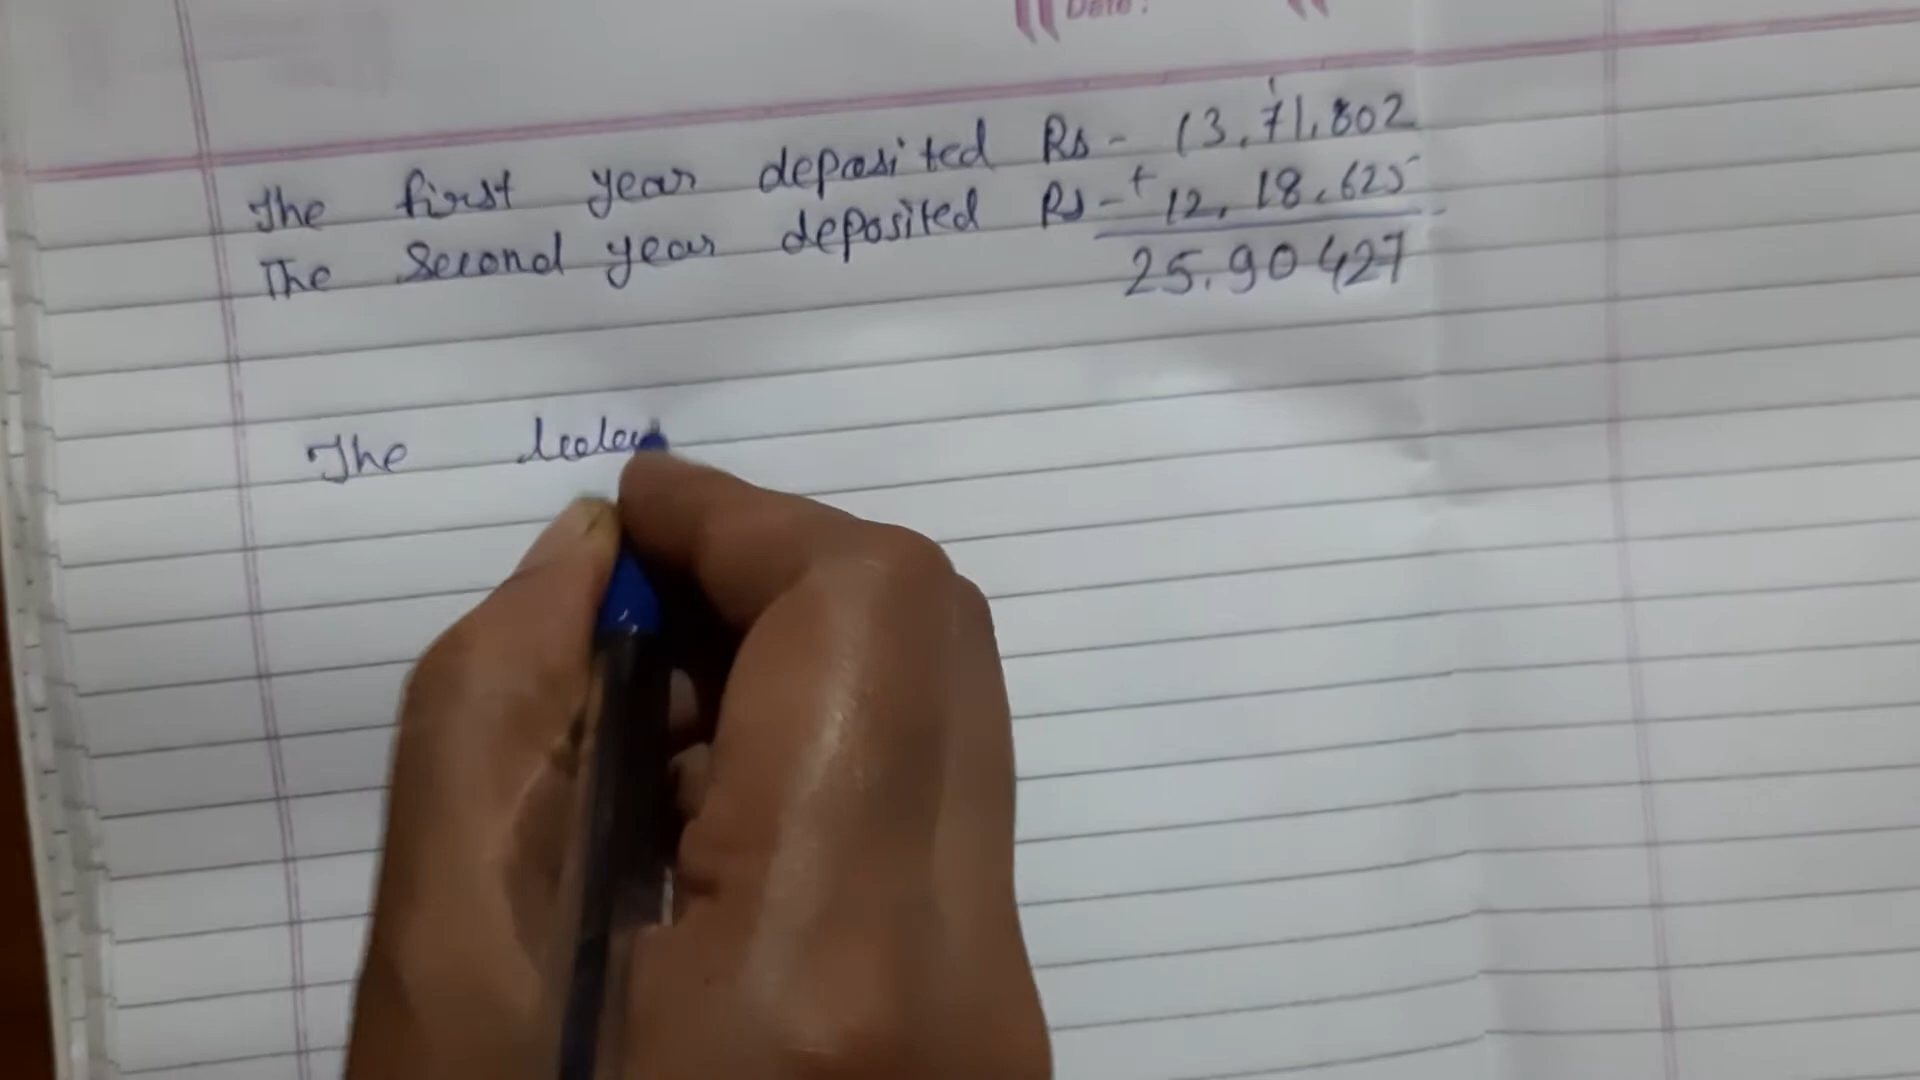 Date :
The first year deposited Rs - 13,71,802
The Second year deposited Rs - + 12,18,625
25,90427
The